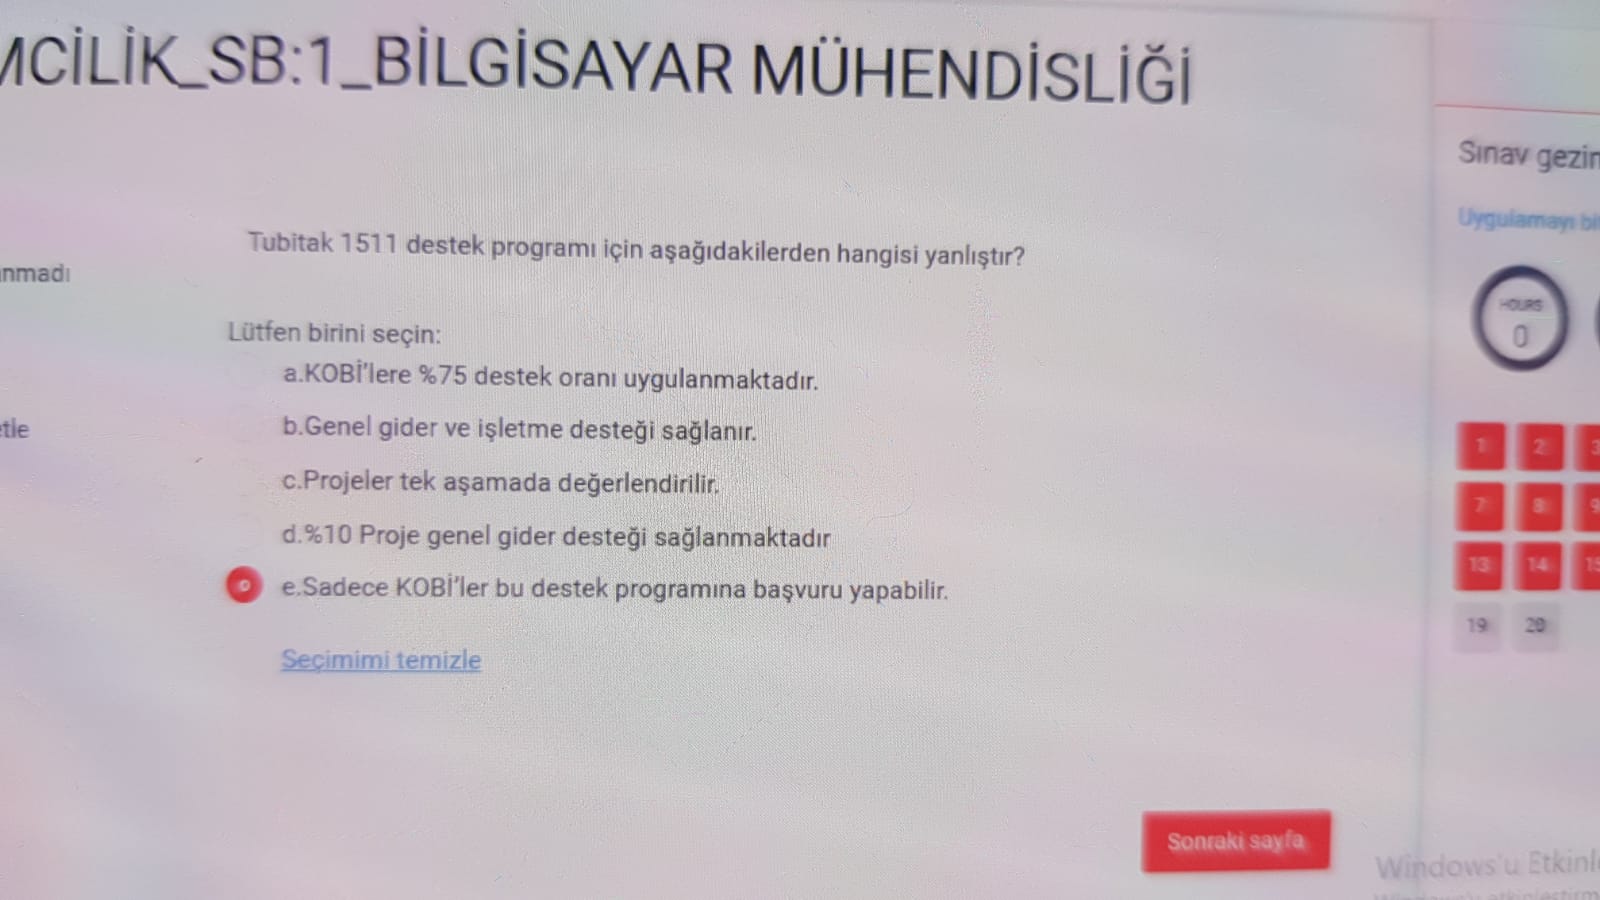 MCİLİK_SB:1_BİLGİSAYAR MÜHENDİSLİĞİ
Sınav gezin
Uygulamayı bit
Tubitak 1511 destek programı için aşağıdakilerden hangisi yanlıştır?
nmadı
HOURS
0
Lütfen birini seçin:
a.KOBİ'lere %75 destek oranı uygulanmaktadır.
etle
b.Genel gider ve işletme desteği sağlanır.
1 2 3
c.Projeler tek aşamada değerlendirilir.
7 8 9
d.%10 Proje genel gider desteği sağlanmaktadır
13 14 15
e.Sadece KOBİ'ler bu destek programına başvuru yapabilir.
19 20
Seçimimi temizle
Sonraki sayfa
Windows'u Etkinle